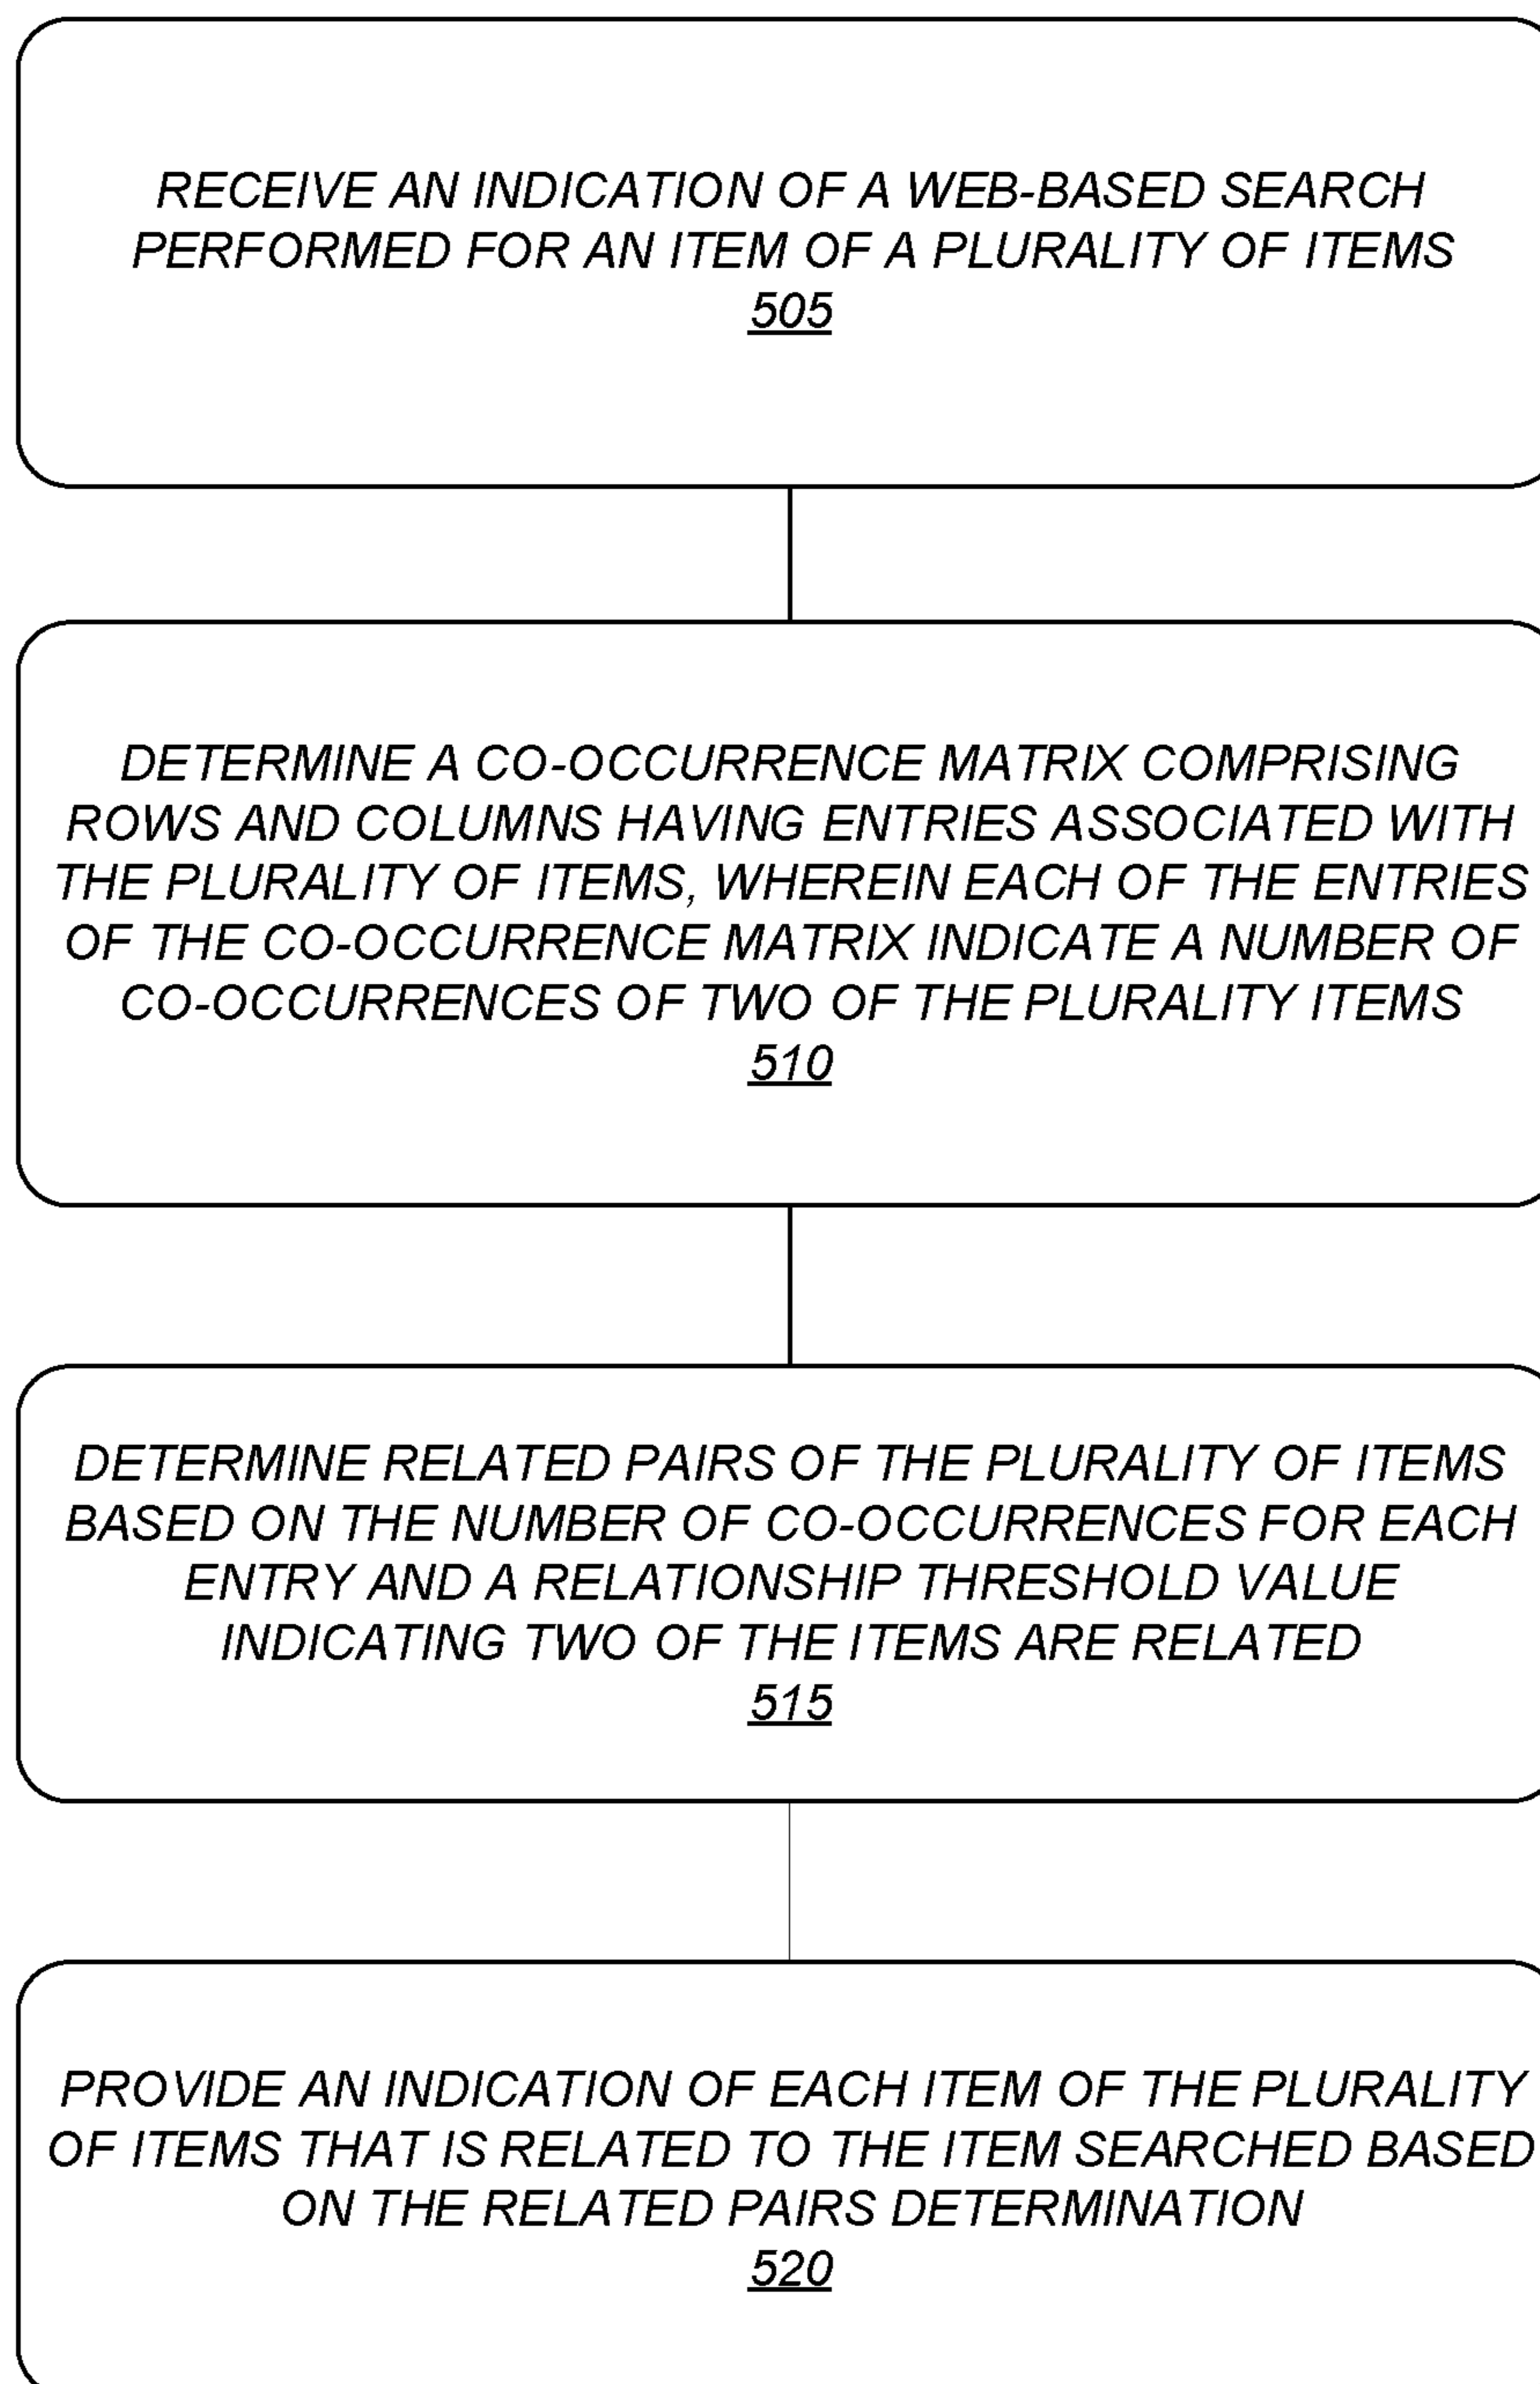 RECEIVE AN INDICATION OF A WEB-BASED SEARCH
PERFORMED FOR AN ITEM OF A PLURALITY OF ITEMS
505
DETERMINE A CO-OCCURRENCE MATRIX COMPRISING
ROWS AND COLUMNS HAVING ENTRIES ASSOCIATED WITH
THE PLURALITY OF ITEMS, WHEREIN EACH OF THE ENTRIES
OF THE CO-OCCURRENCE MATRIX INDICATE A NUMBER OF
CO-OCCURRENCES OF TWO OF THE PLURALITY ITEMS
510
DETERMINE RELATED PAIRS OF THE PLURALITY OF ITEMS
BASED ON THE NUMBER OF CO-OCCURRENCES FOR EACH
ENTRY AND A RELATIONSHIP THRESHOLD VALUE
INDICATING TWO OF THE ITEMS ARE RELATED
515
PROVIDE AN INDICATION OF EACH ITEM OF THE PLURALITY
OF ITEMS THAT IS RELATED TO THE ITEM SEARCHED BASED
ON THE RELATED PAIRS DETERMINATION
520